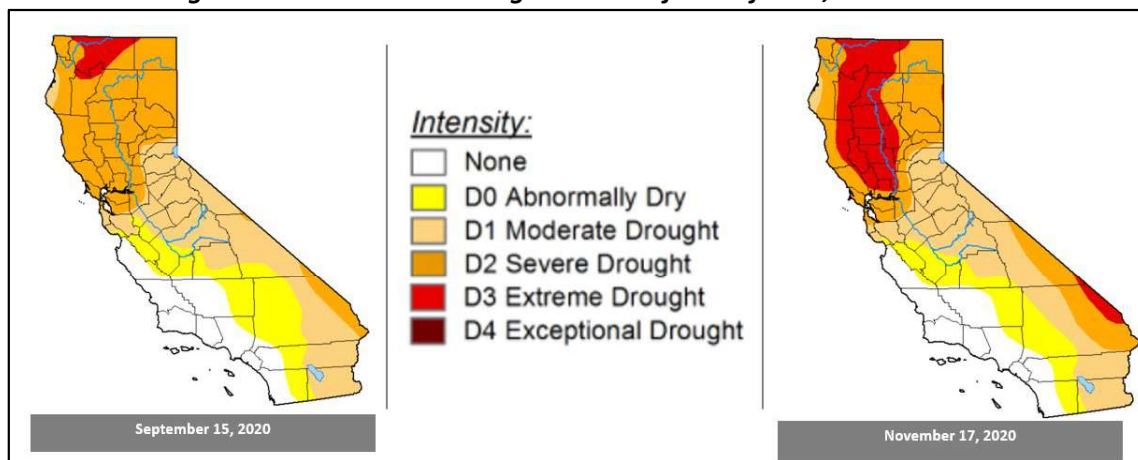 Intensity:
None
D0 Abnormally Dry
D1 Moderate Drought
D2 Severe Drought
D3 Extreme Drought
D4 Exceptional Drought
September 15, 2020
November 17, 2020